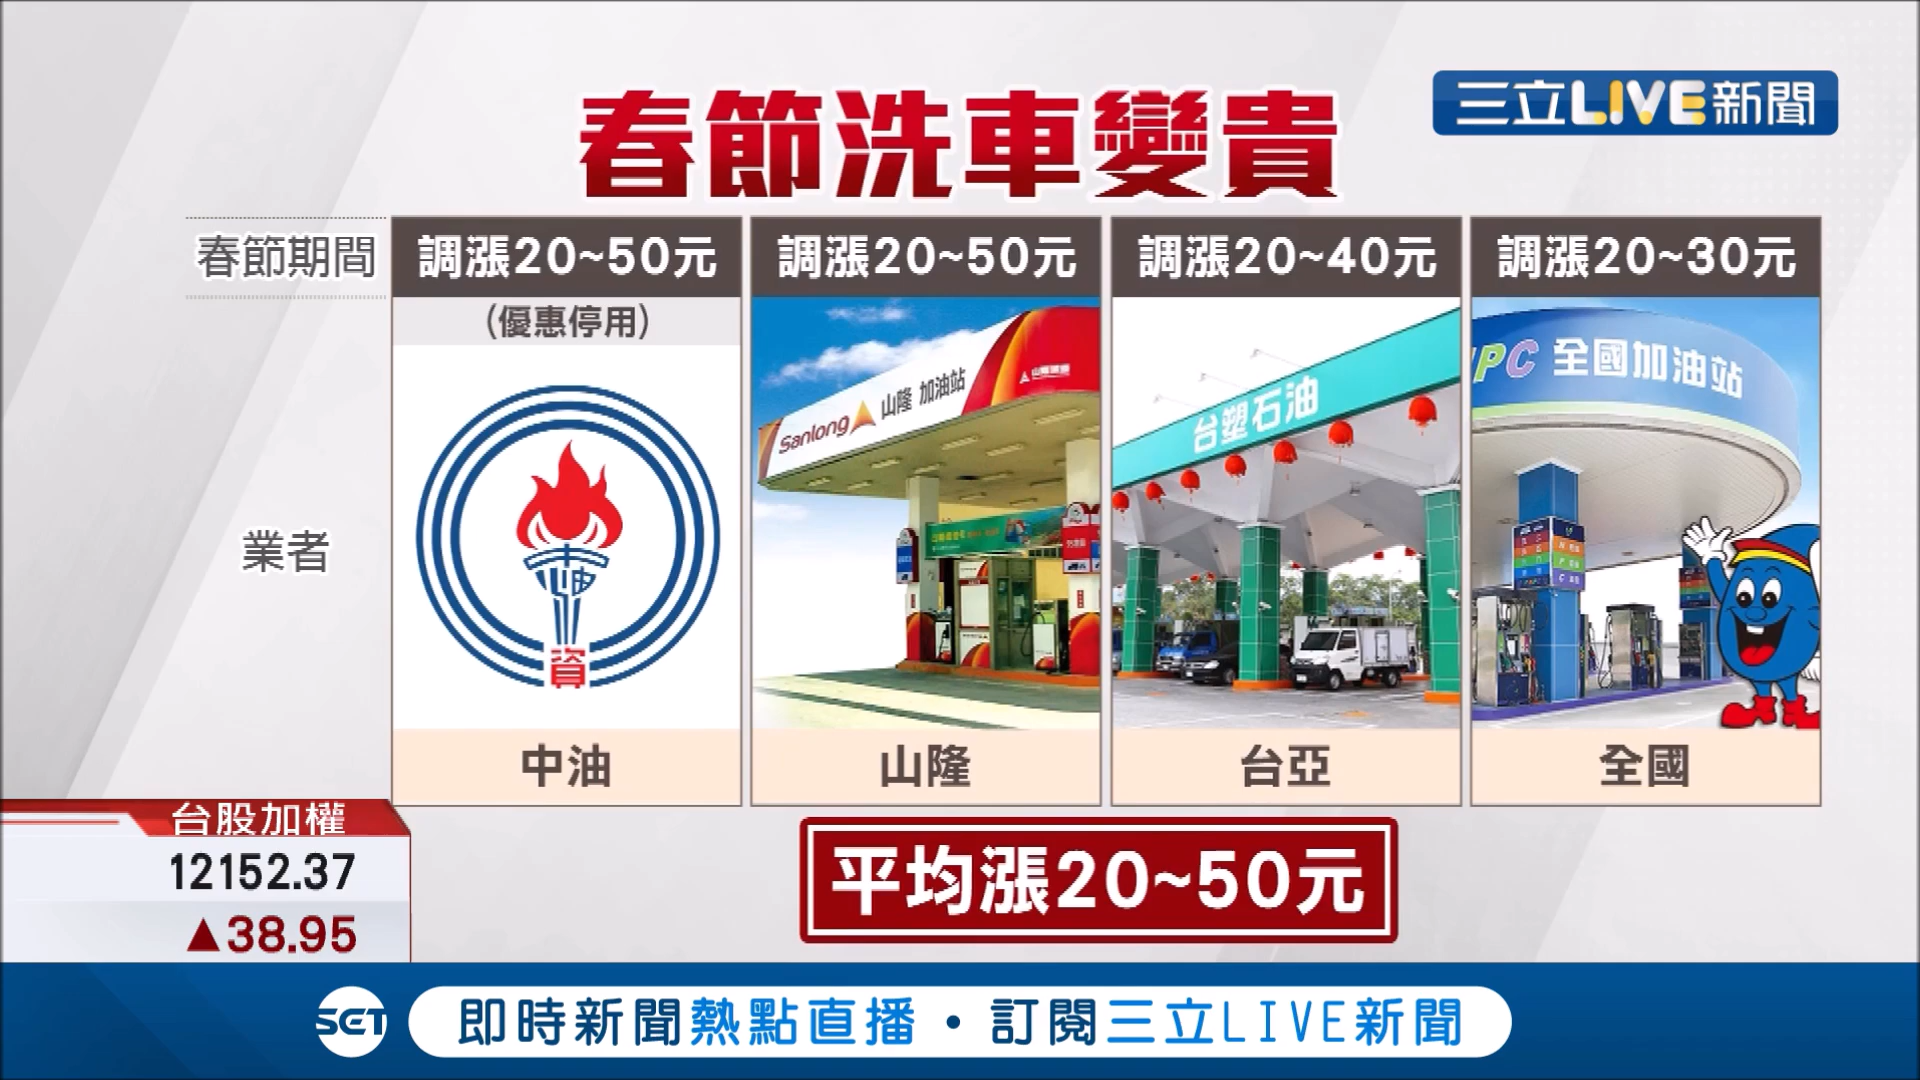 春節洗車變貴
三立LIVE新聞
春節期間
調漲20~50元
調漲20~50元
調漲20~40元
調漲20~30元
(優惠停用)
Sanlong 山隆 加油站
台塑石油
PC 全國加油站
中油
業者
資
中油
山隆
台亞
全國
台股加權
12152.37
▲38.95
平均漲20~50元
SET 即時新聞熱點直播・訂閱三立LIVE新聞